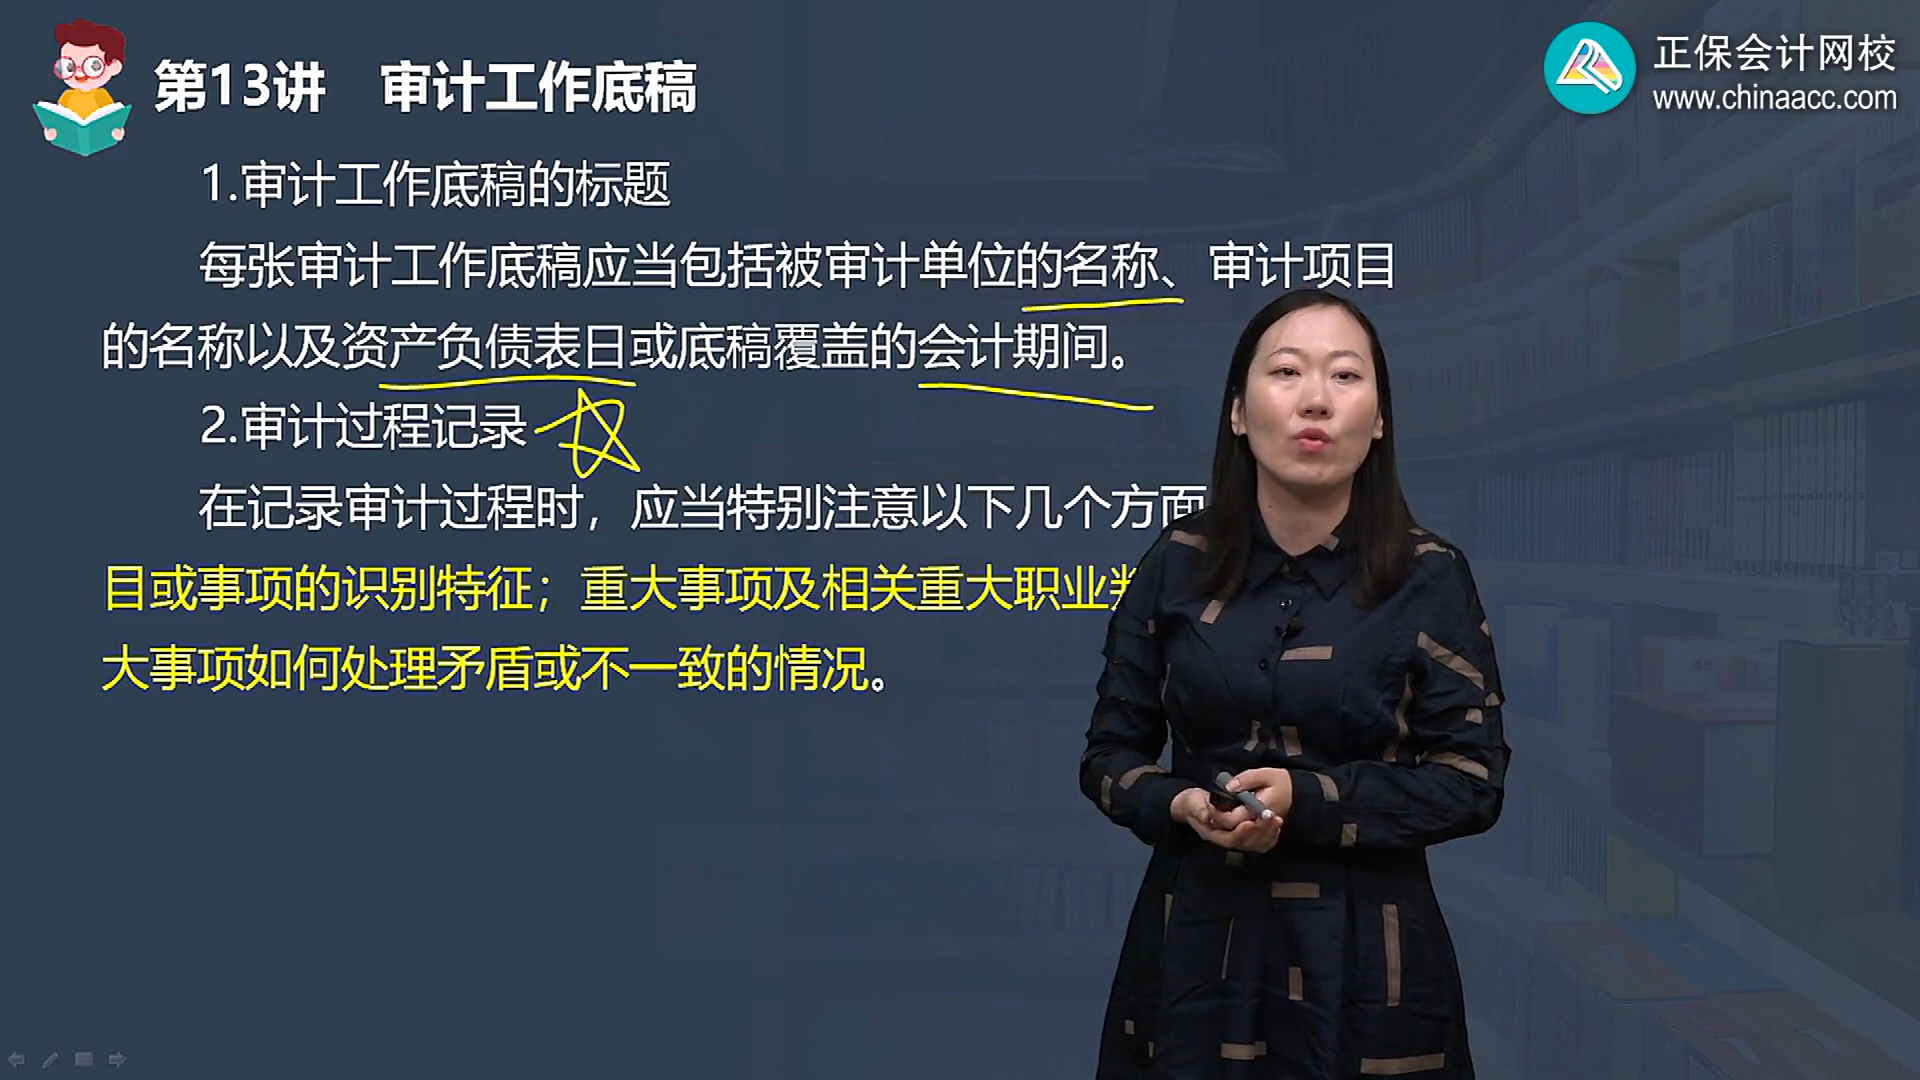 第13讲 审计工作底稿
正保会计网校
www.chinaacc.com
1.审计工作底稿的标题
每张审计工作底稿应当包括被审计单位的名称、审计项目
的名称以及资产负债表日或底稿覆盖的会计期间。
2.审计过程记录
在记录审计过程时，应当特别注意以下几个方面
目或事项的识别特征；重大事项及相关重大职业
大事项如何处理矛盾或不一致的情况。